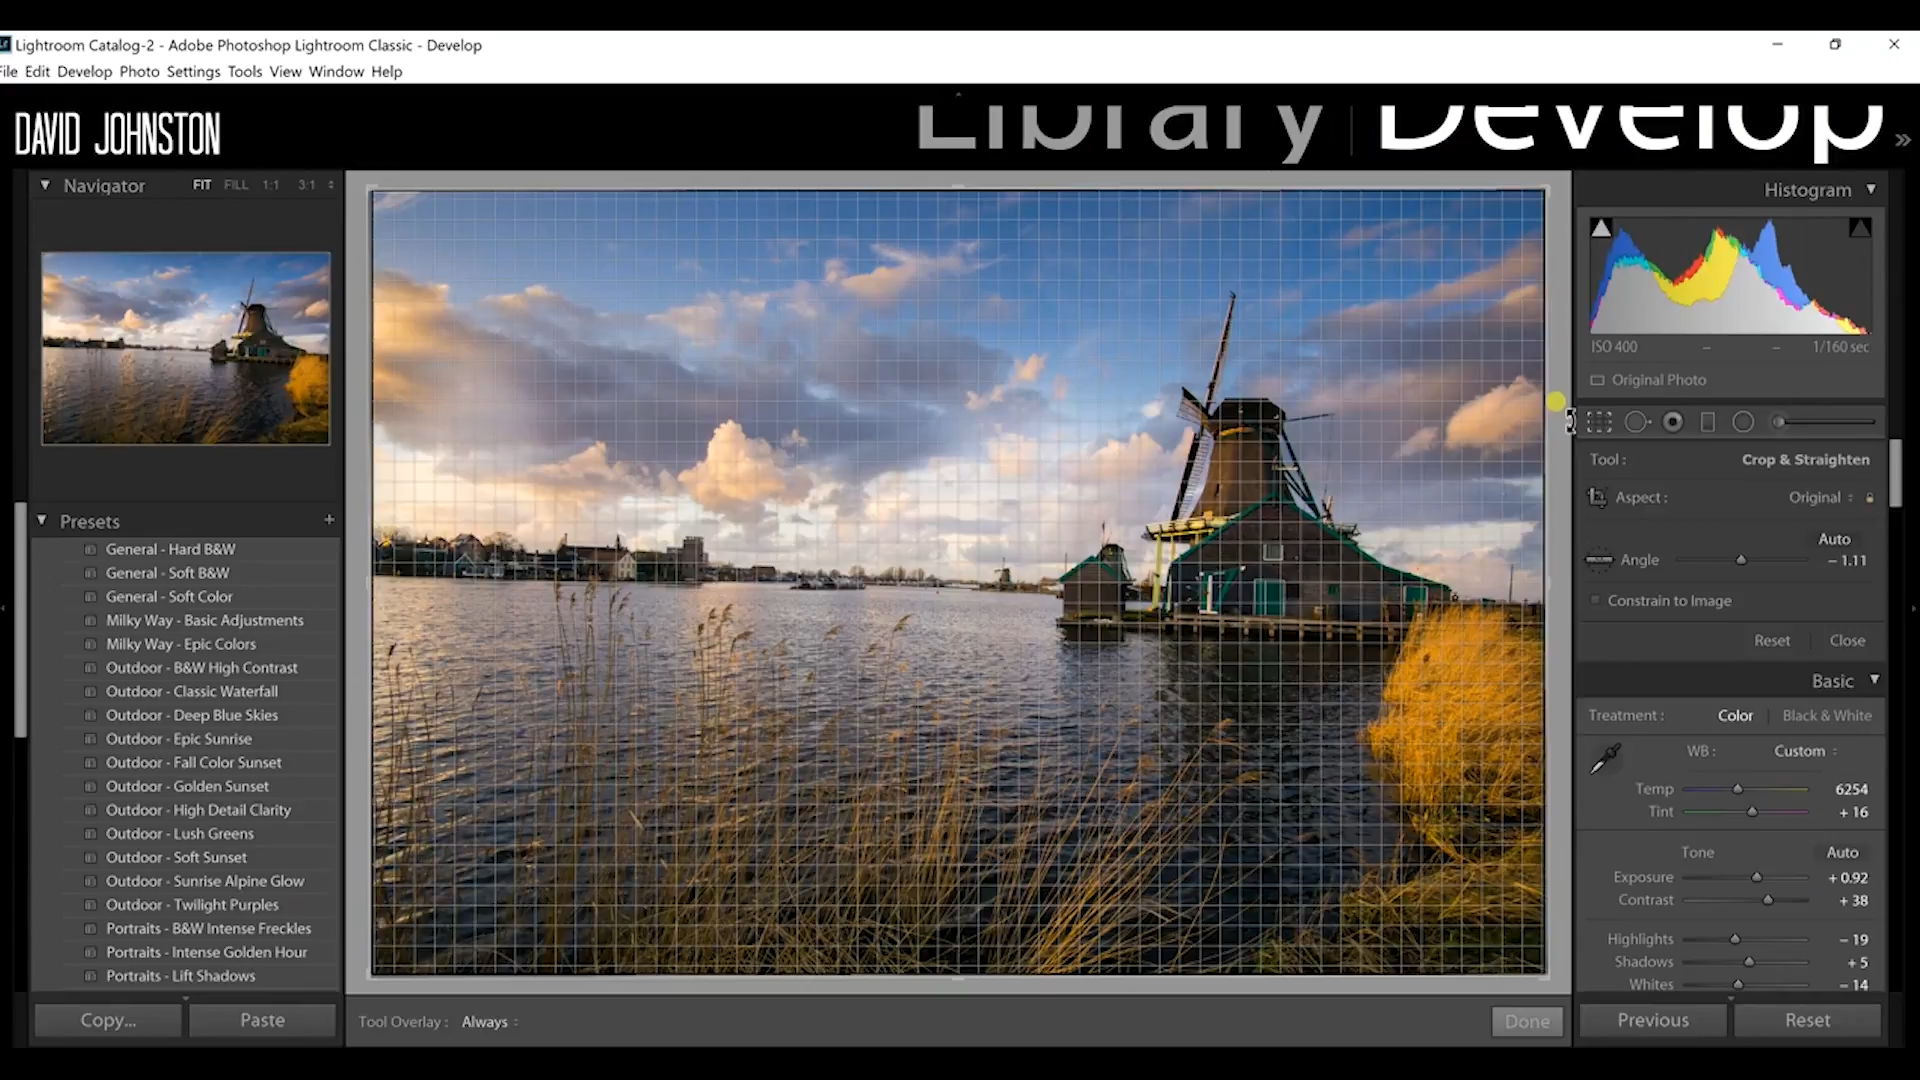 Lightroom Catalog-2 - Adobe Photoshop Lightroom Classic - Develop
File Edit Develop Photo Settings Tools View Window Help
DAVID JOHNSTON
Library | Develop
Navigator FIT FILL 1:1 3:1
Presets +
General - Hard B&W
General - Soft B&W
General - Soft Color
Milky Way - Basic Adjustments
Milky Way - Epic Colors
Outdoor - B&W High Contrast
Outdoor - Classic Waterfall
Outdoor - Deep Blue Skies
Outdoor - Epic Sunrise
Outdoor - Fall Color Sunset
Outdoor - Golden Sunset
Outdoor - High Detail Clarity
Outdoor - Lush Greens
Outdoor - Soft Sunset
Outdoor - Sunrise Alpine Glow
Outdoor - Twilight Purples
Portraits - B&W Intense Freckles
Portraits - Intense Golden Hour
Portraits - Lift Shadows
Copy... Paste
Tool Overlay : Always
Done
Histogram
ISO 400 – – 1/160 sec
Original Photo
Tool : Crop & Straighten
Aspect : Original
Auto
Angle – 1.11
Constrain to Image
Reset Close
Basic
Treatment : Color | Black & White
WB : Custom
Temp 6254
Tint + 16
Tone Auto
Exposure + 0.92
Contrast + 38
Highlights – 19
Shadows + 5
Whites – 14
Previous Reset